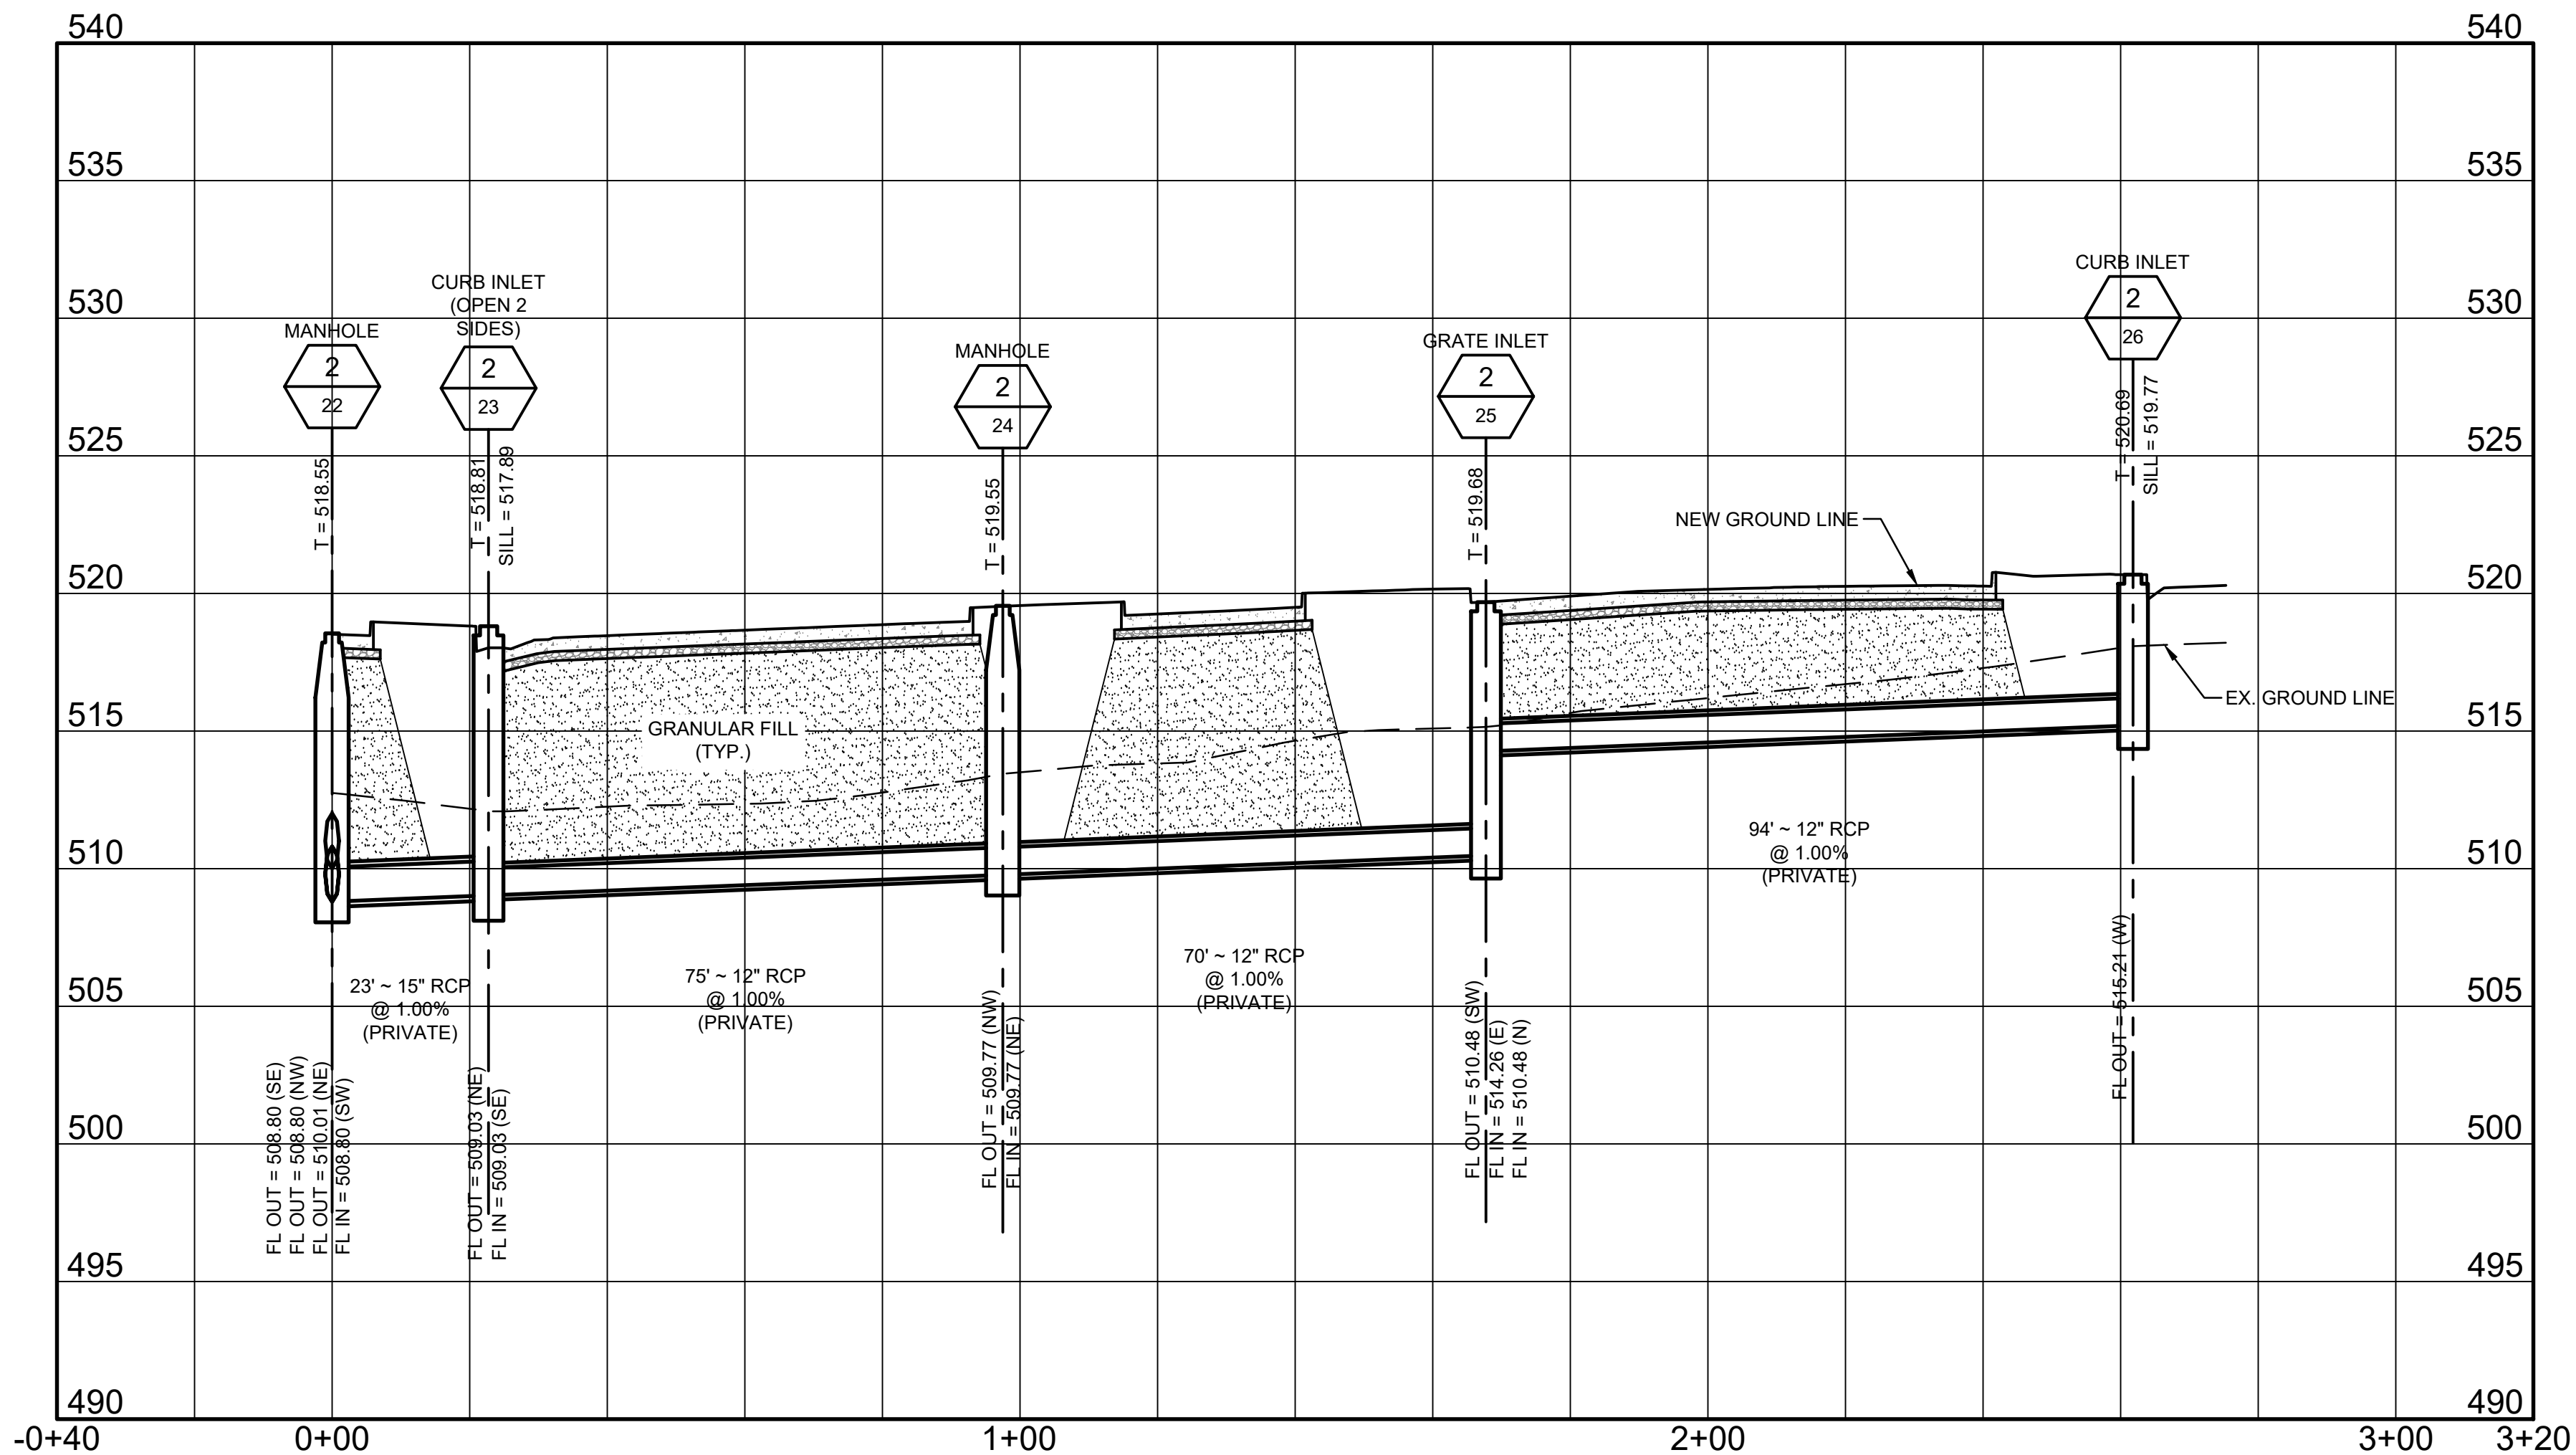 540
540
535
535
530
530
525
525
520
520
515
515
510
510
505
505
500
500
495
495
490
490
-0+40
0+00
1+00
2+00
3+00
3+20
MANHOLE
2
22
T = 518.55
CURB INLET
(OPEN 2
SIDES)
2
23
T = 518.81
SILL = 517.89
MANHOLE
2
24
T = 519.55
GRATE INLET
2
25
T = 519.68
CURB INLET
2
26
T = 520.69
SILL = 519.77
NEW GROUND LINE
EX. GROUND LINE
GRANULAR FILL
(TYP.)
23' ~ 15" RCP
@ 1.00%
(PRIVATE)
75' ~ 12" RCP
@ 1.00%
(PRIVATE)
70' ~ 12" RCP
@ 1.00%
(PRIVATE)
94' ~ 12" RCP
@ 1.00%
(PRIVATE)
FL OUT = 508.80 (SE)
FL OUT = 508.80 (NW)
FL OUT = 510.01 (NE)
FL IN = 508.80 (SW)
FL OUT = 509.03 (NE)
FL IN = 509.03 (SE)
FL OUT = 509.77 (NW)
FL IN = 509.77 (NE)
FL OUT = 510.48 (SW)
FL IN = 514.26 (E)
FL IN = 510.48 (N)
FL OUT = 515.21 (W)